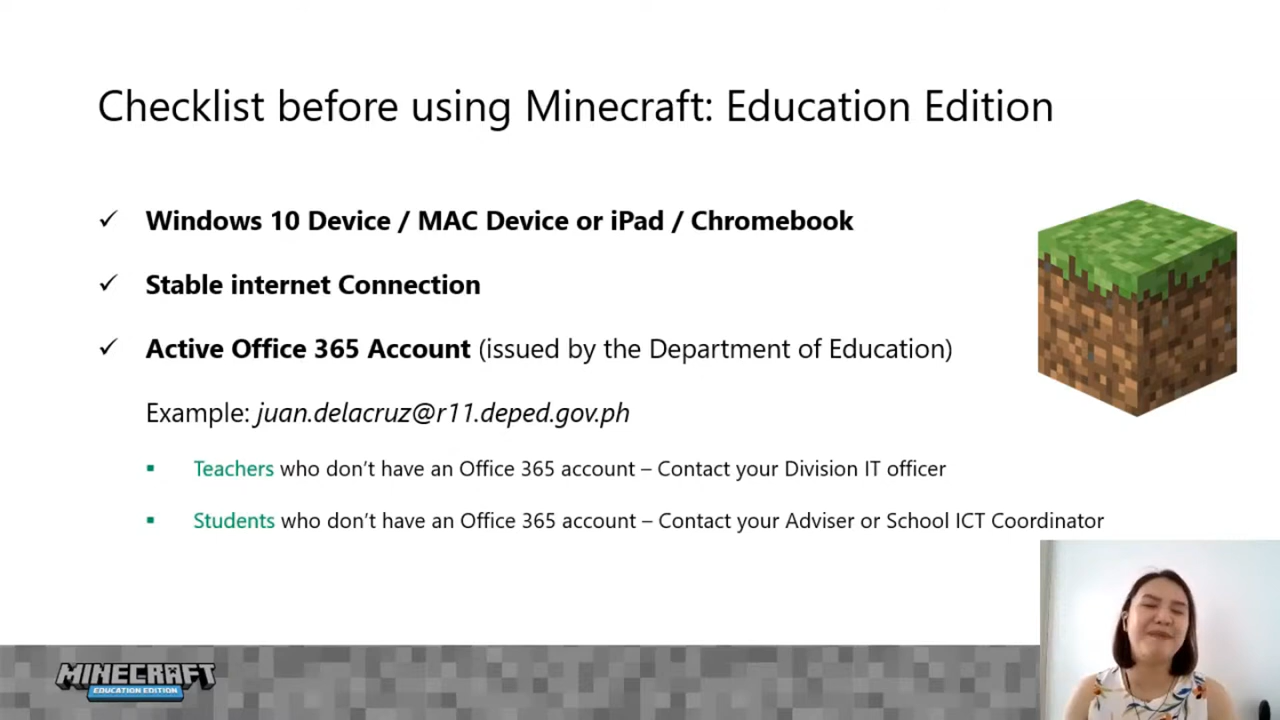 Checklist before using Minecraft: Education Edition
✓ Windows 10 Device / MAC Device or iPad / Chromebook
✓ Stable internet Connection
✓ Active Office 365 Account (issued by the Department of Education)
Example: juan.delacruz@r11.deped.gov.ph
▪ Teachers who don’t have an Office 365 account – Contact your Division IT officer
▪ Students who don’t have an Office 365 account – Contact your Adviser or School ICT Coordinator
MINECRAFT
EDUCATION EDITION